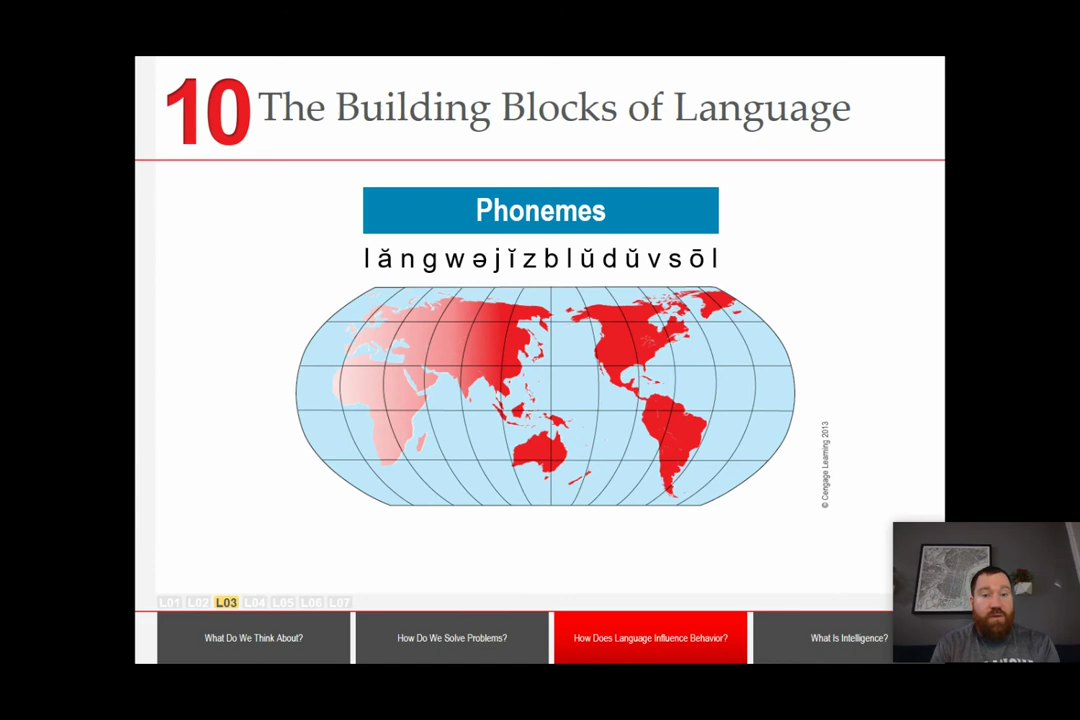 10 The Building Blocks of Language
Phonemes
l ă n g w ə j ĭ z b l ŭ d ŭ v s ō l
© Cengage Learning 2013
L01 L02 L03 L04 L05 L06 L07
What Do We Think About? How Do We Solve Problems? How Does Language Influence Behavior? What Is Intelligence?